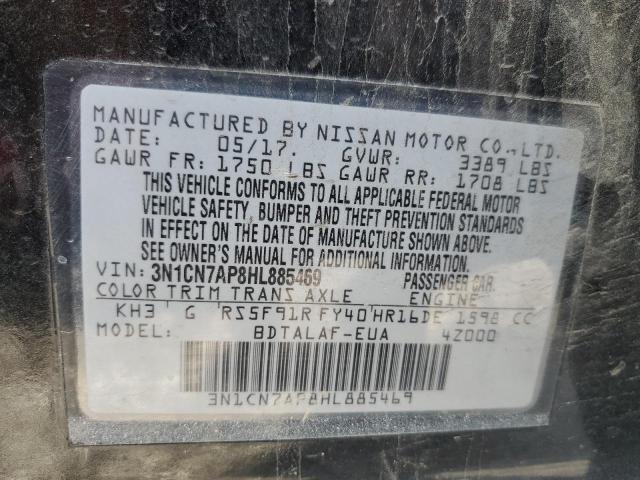 MANUFACTURED BY NISSAN MOTOR CO.,LTD.
DATE: 05/17. GVWR: 3389 LBS
GAWR FR: 1750 LBS GAWR RR: 1708 LBS
THIS VEHICLE CONFORMS TO ALL APPLICABLE FEDERAL MOTOR
VEHICLE SAFETY, BUMPER AND THEFT PREVENTION STANDARDS
IN EFFECT ON THE DATE OF MANUFACTURE SHOWN ABOVE.
SEE OWNER'S MANUAL FOR ADDITIONAL INFORMATION.
VIN: 3N1CN7AP8HL885469 PASSENGER CAR.
COLOR TRIM TRANS AXLE ENGINE
KH3 G RS5F91R FY40 HR16DE 1598 CC
MODEL: BDTALAF-EUA 4Z000
3N1CN7AP8HL885469